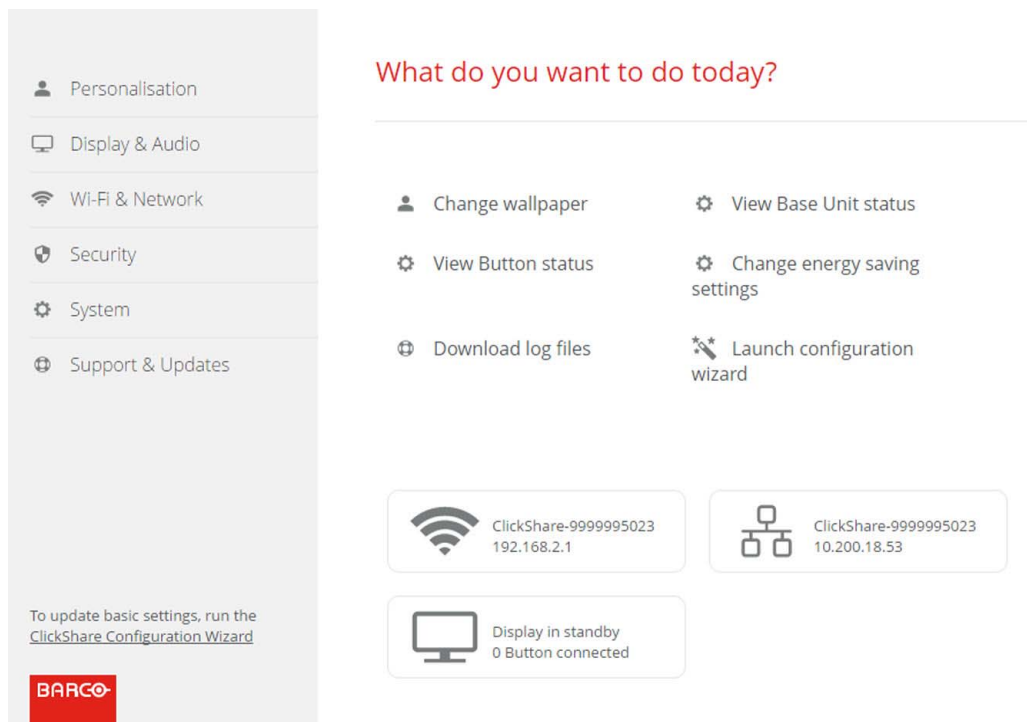 Personalisation
Display & Audio
Wi-Fi & Network
Security
System
Support & Updates
To update basic settings, run the
ClickShare Configuration Wizard
BARCO
What do you want to do today?
Change wallpaper
View Base Unit status
View Button status
Change energy saving
settings
Download log files
Launch configuration
wizard
ClickShare-9999995023
192.168.2.1
ClickShare-9999995023
10.200.18.53
Display in standby
0 Button connected